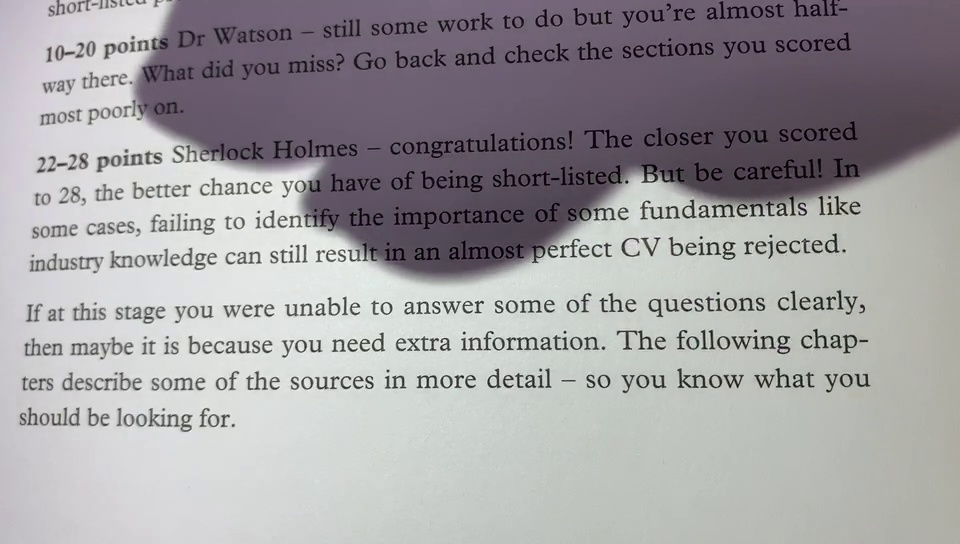 short-listed
10–20 points Dr Watson – still some work to do but you're almost half-
way there. What did you miss? Go back and check the sections you scored
most poorly on.
22–28 points Sherlock Holmes – congratulations! The closer you scored
to 28, the better chance you have of being short-listed. But be careful! In
some cases, failing to identify the importance of some fundamentals like
industry knowledge can still result in an almost perfect CV being rejected.
If at this stage you were unable to answer some of the questions clearly,
then maybe it is because you need extra information. The following chap-
ters describe some of the sources in more detail – so you know what you
should be looking for.